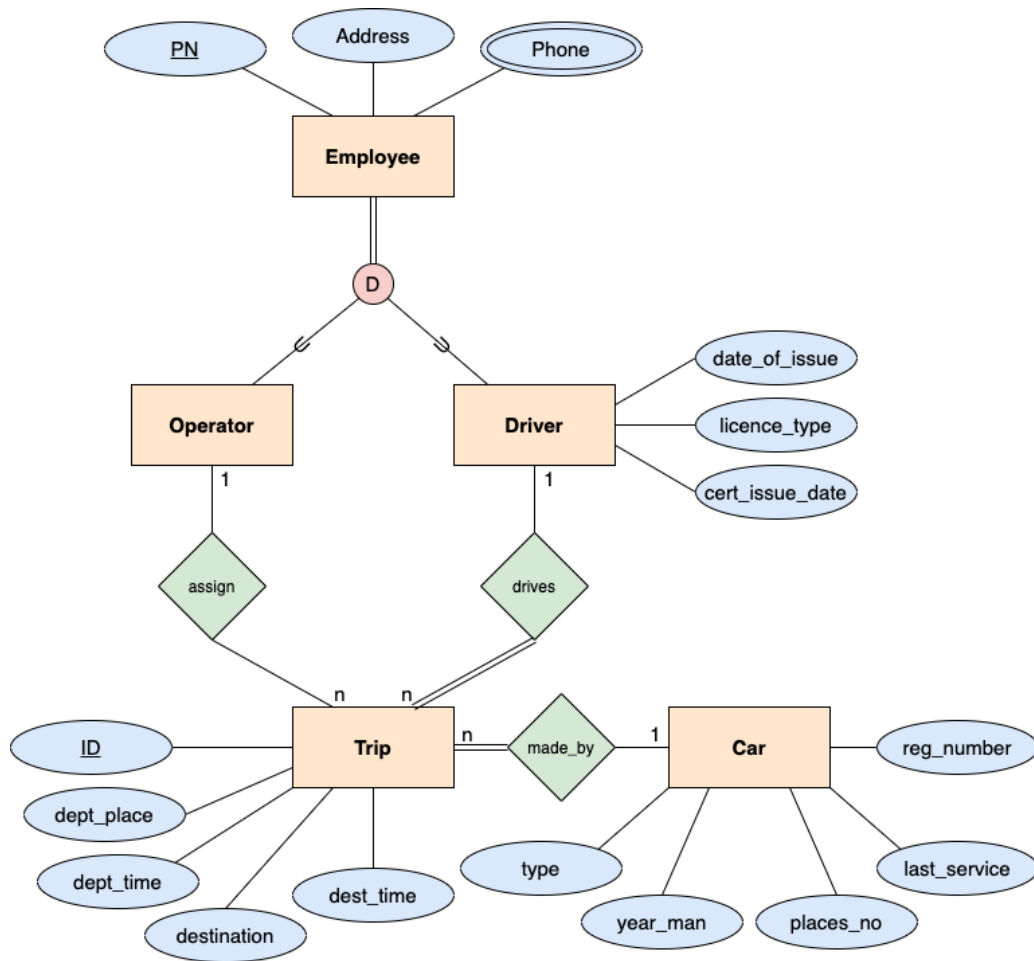 PN
Address
Phone
Employee
D
Operator
Driver
date_of_issue
licence_type
cert_issue_date
1
1
assign
drives
n
n
ID
Trip
n
made_by
1
Car
reg_number
dept_place
dept_time
destination
dest_time
type
year_man
places_no
last_service